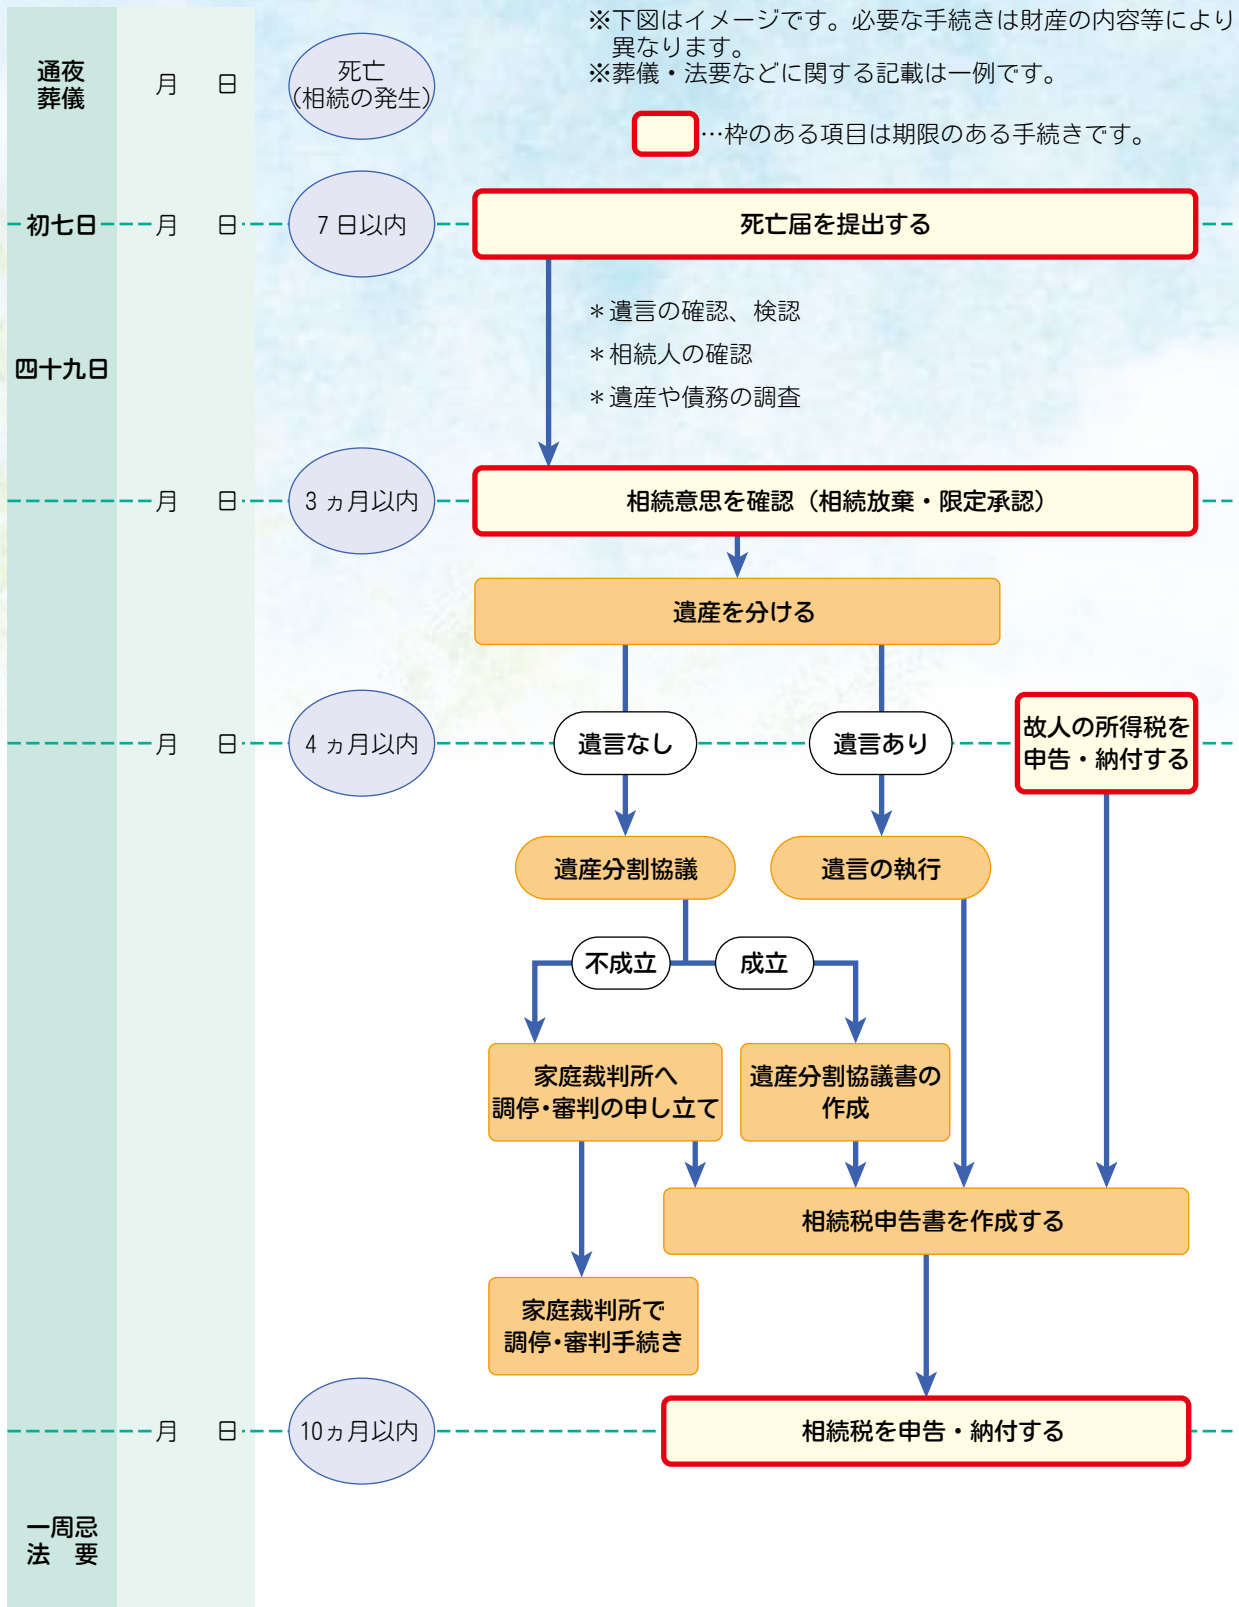 ※下図はイメージです。必要な手続きは財産の内容等により
異なります。
※葬儀・法要などに関する記載は一例です。
通夜
葬儀
月 日
死亡
(相続の発生)
…枠のある項目は期限のある手続きです。
初七日
月 日
7日以内
死亡届を提出する
＊遺言の確認、検認
＊相続人の確認
＊遺産や債務の調査
四十九日
月 日
3ヵ月以内
相続意思を確認（相続放棄・限定承認）
遺産を分ける
月 日
4ヵ月以内
遺言なし
遺言あり
故人の所得税を
申告・納付する
遺産分割協議
遺言の執行
不成立
成立
家庭裁判所へ
調停・審判の申し立て
遺産分割協議書の
作成
相続税申告書を作成する
家庭裁判所で
調停・審判手続き
月 日
10ヵ月以内
相続税を申告・納付する
一周忌
法 要